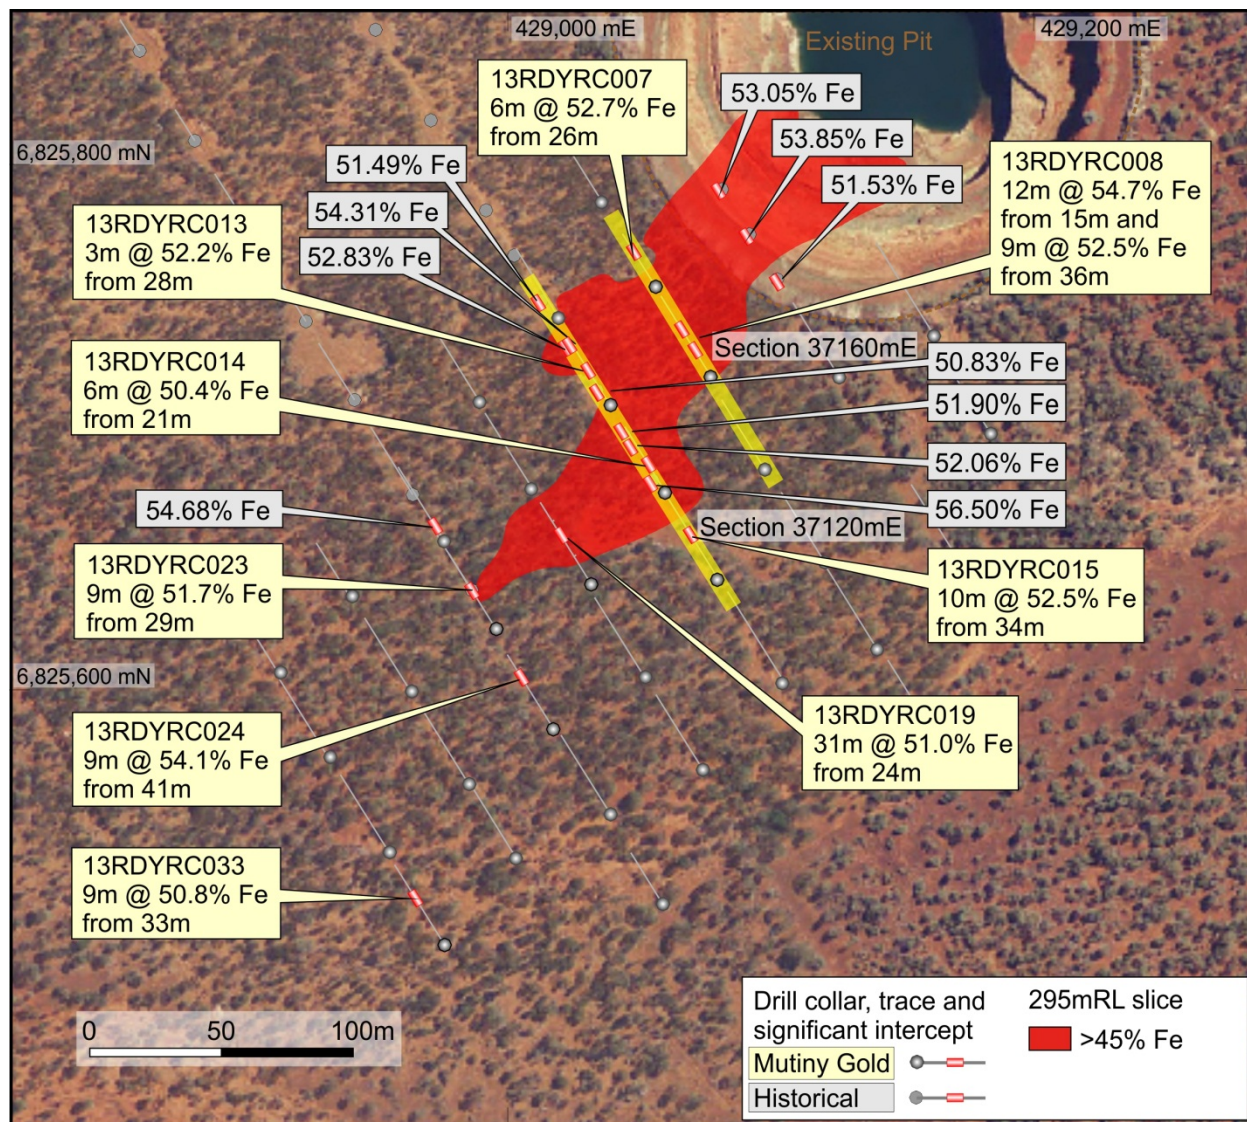 429,000 mE
429,200 mE
Existing Pit
6,825,800 mN
13RDYRC007
6m @ 52.7% Fe
from 26m
53.05% Fe
53.85% Fe
51.53% Fe
13RDYRC008
12m @ 54.7% Fe
from 15m and
9m @ 52.5% Fe
from 36m
51.49% Fe
54.31% Fe
52.83% Fe
13RDYRC013
3m @ 52.2% Fe
from 28m
Section 37160mE
13RDYRC014
6m @ 50.4% Fe
from 21m
50.83% Fe
51.90% Fe
52.06% Fe
56.50% Fe
54.68% Fe
Section 37120mE
13RDYRC023
9m @ 51.7% Fe
from 29m
13RDYRC015
10m @ 52.5% Fe
from 34m
6,825,600 mN
13RDYRC024
9m @ 54.1% Fe
from 41m
13RDYRC019
31m @ 51.0% Fe
from 24m
13RDYRC033
9m @ 50.8% Fe
from 33m
0 50 100m
Drill collar, trace and
significant intercept
Mutiny Gold
Historical
295mRL slice
>45% Fe